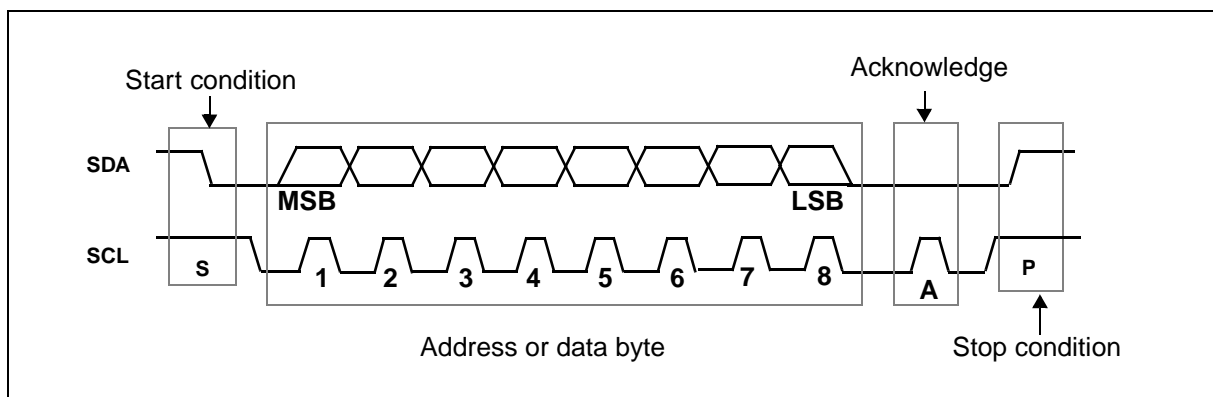 Start condition
Acknowledge
SDA
MSB
LSB
SCL
S
1 2 3 4 5 6 7 8
A
P
Address or data byte
Stop condition